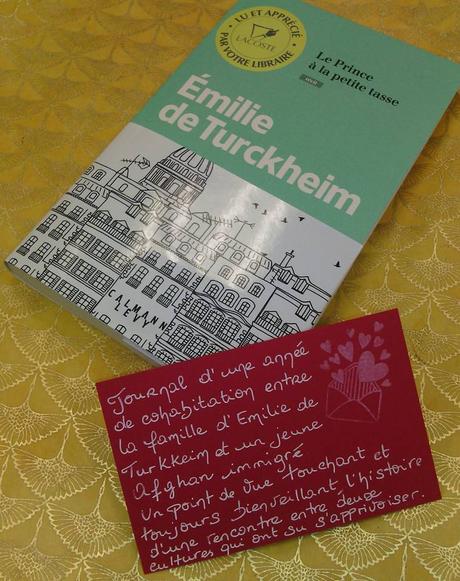 LU ET APPRÉCIÉ
LACOSTE
PAR VOTRE LIBRAIRE
Le Prince
à la petite tasse
Émilie
de Turckheim
CALMANN
LEVY
Journal d'une année
de cohabitation entre
la famille d'Emilie de
Turkkeim et un jeune
Afghan immigré
un point de vue touchant et
toujours bienveillant l'histoire
d'une rencontre entre deux
cultures qui ont su s'apprivoiser.